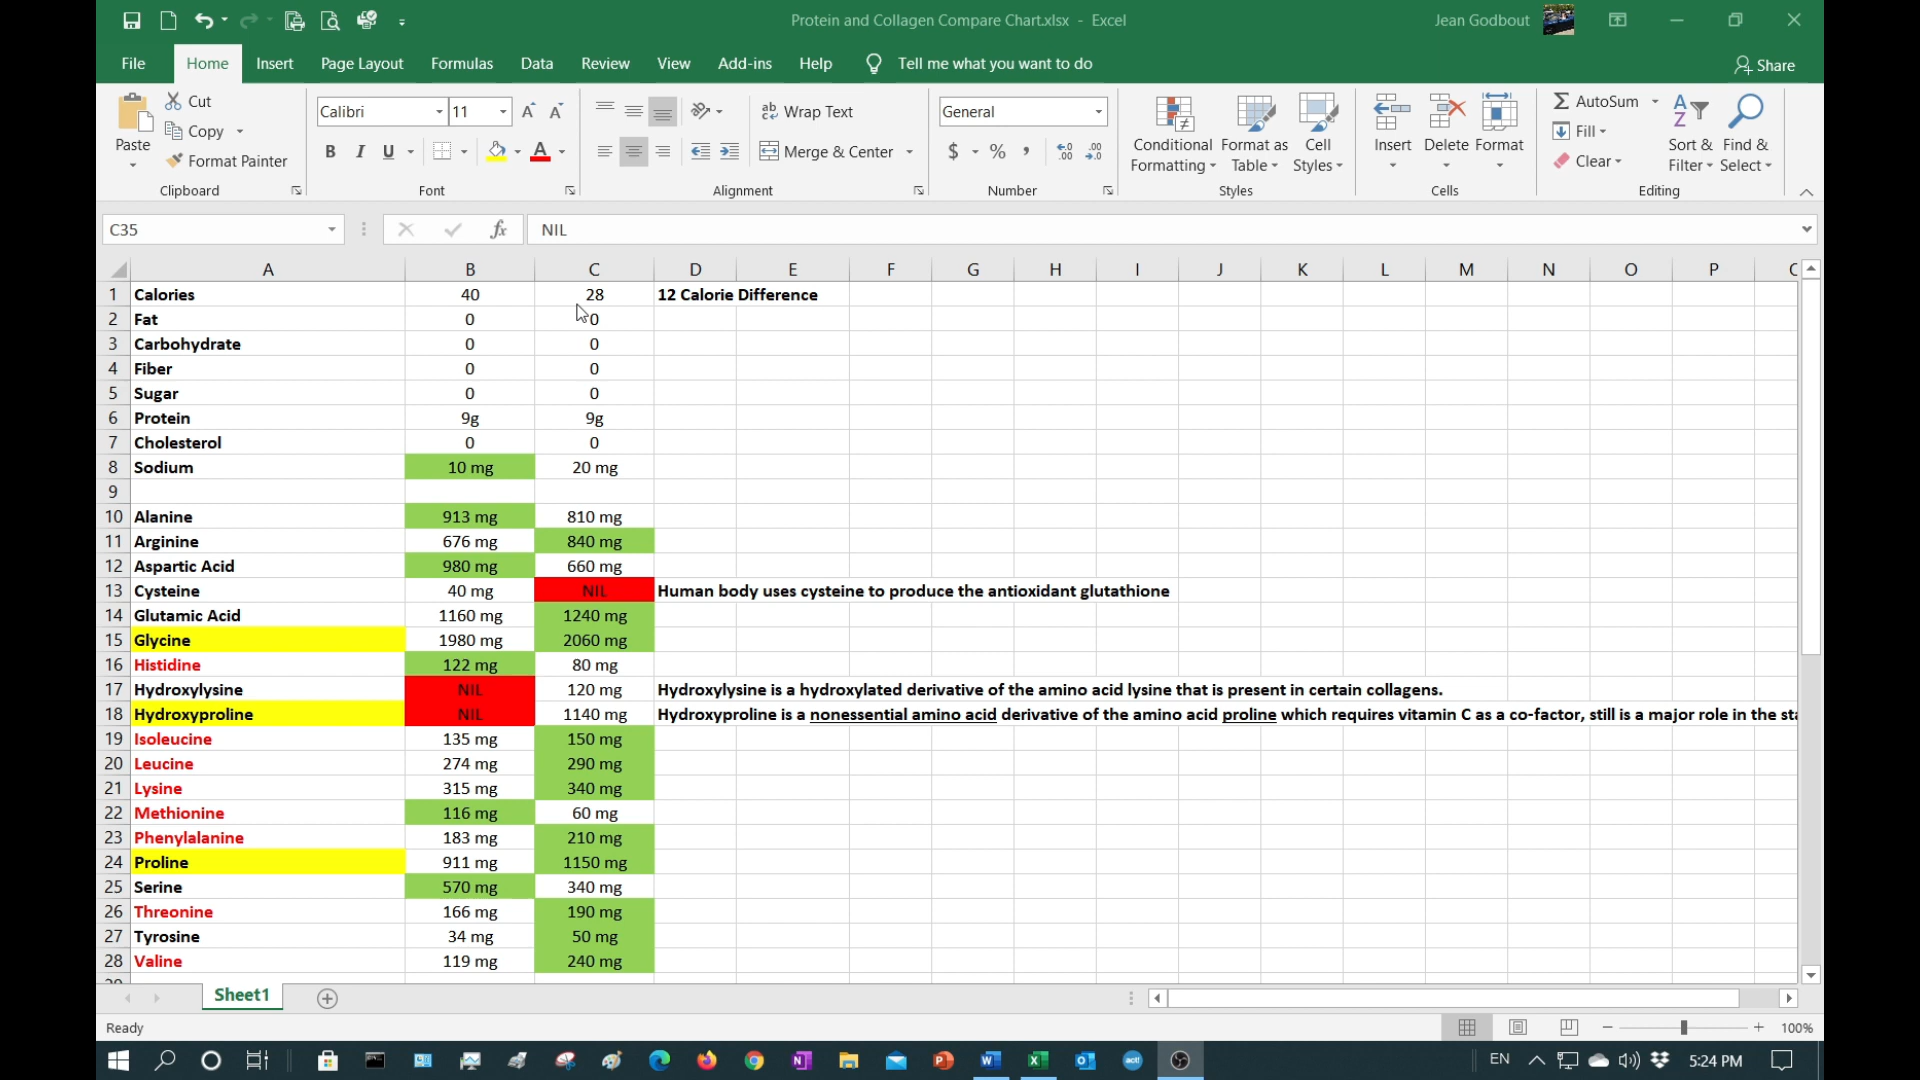 Protein and Collagen Compare Chart.xlsx - Excel
Jean Godbout
File Home Insert Page Layout Formulas Data Review View Add-ins Help Tell me what you want to do
Share
Paste
Cut
Copy
Format Painter
Clipboard
Calibri 11
B I U A
Font
Wrap Text
Merge & Center
Alignment
General
$ % ,
Number
Conditional Formatting
Format as Table
Cell Styles
Styles
Insert Delete Format
Cells
AutoSum
Fill
Clear
Sort & Filter
Find & Select
Editing
C35 fx NIL
A B C D E F G H I J K L M N O P
1 Calories 40 28 12 Calorie Difference
2 Fat 0 0
3 Carbohydrate 0 0
4 Fiber 0 0
5 Sugar 0 0
6 Protein 9g 9g
7 Cholesterol 0 0
8 Sodium 10 mg 20 mg
9
10 Alanine 913 mg 810 mg
11 Arginine 676 mg 840 mg
12 Aspartic Acid 980 mg 660 mg
13 Cysteine 40 mg NIL Human body uses cysteine to produce the antioxidant glutathione
14 Glutamic Acid 1160 mg 1240 mg
15 Glycine 1980 mg 2060 mg
16 Histidine 122 mg 80 mg
17 Hydroxylysine NIL 120 mg Hydroxylysine is a hydroxylated derivative of the amino acid lysine that is present in certain collagens.
18 Hydroxyproline NIL 1140 mg Hydroxyproline is a nonessential amino acid derivative of the amino acid proline which requires vitamin C as a co-factor, still is a major role in the
19 Isoleucine 135 mg 150 mg
20 Leucine 274 mg 290 mg
21 Lysine 315 mg 340 mg
22 Methionine 116 mg 60 mg
23 Phenylalanine 183 mg 210 mg
24 Proline 911 mg 1150 mg
25 Serine 570 mg 340 mg
26 Threonine 166 mg 190 mg
27 Tyrosine 34 mg 50 mg
28 Valine 119 mg 240 mg
Sheet1
Ready
100%
EN 5:24 PM